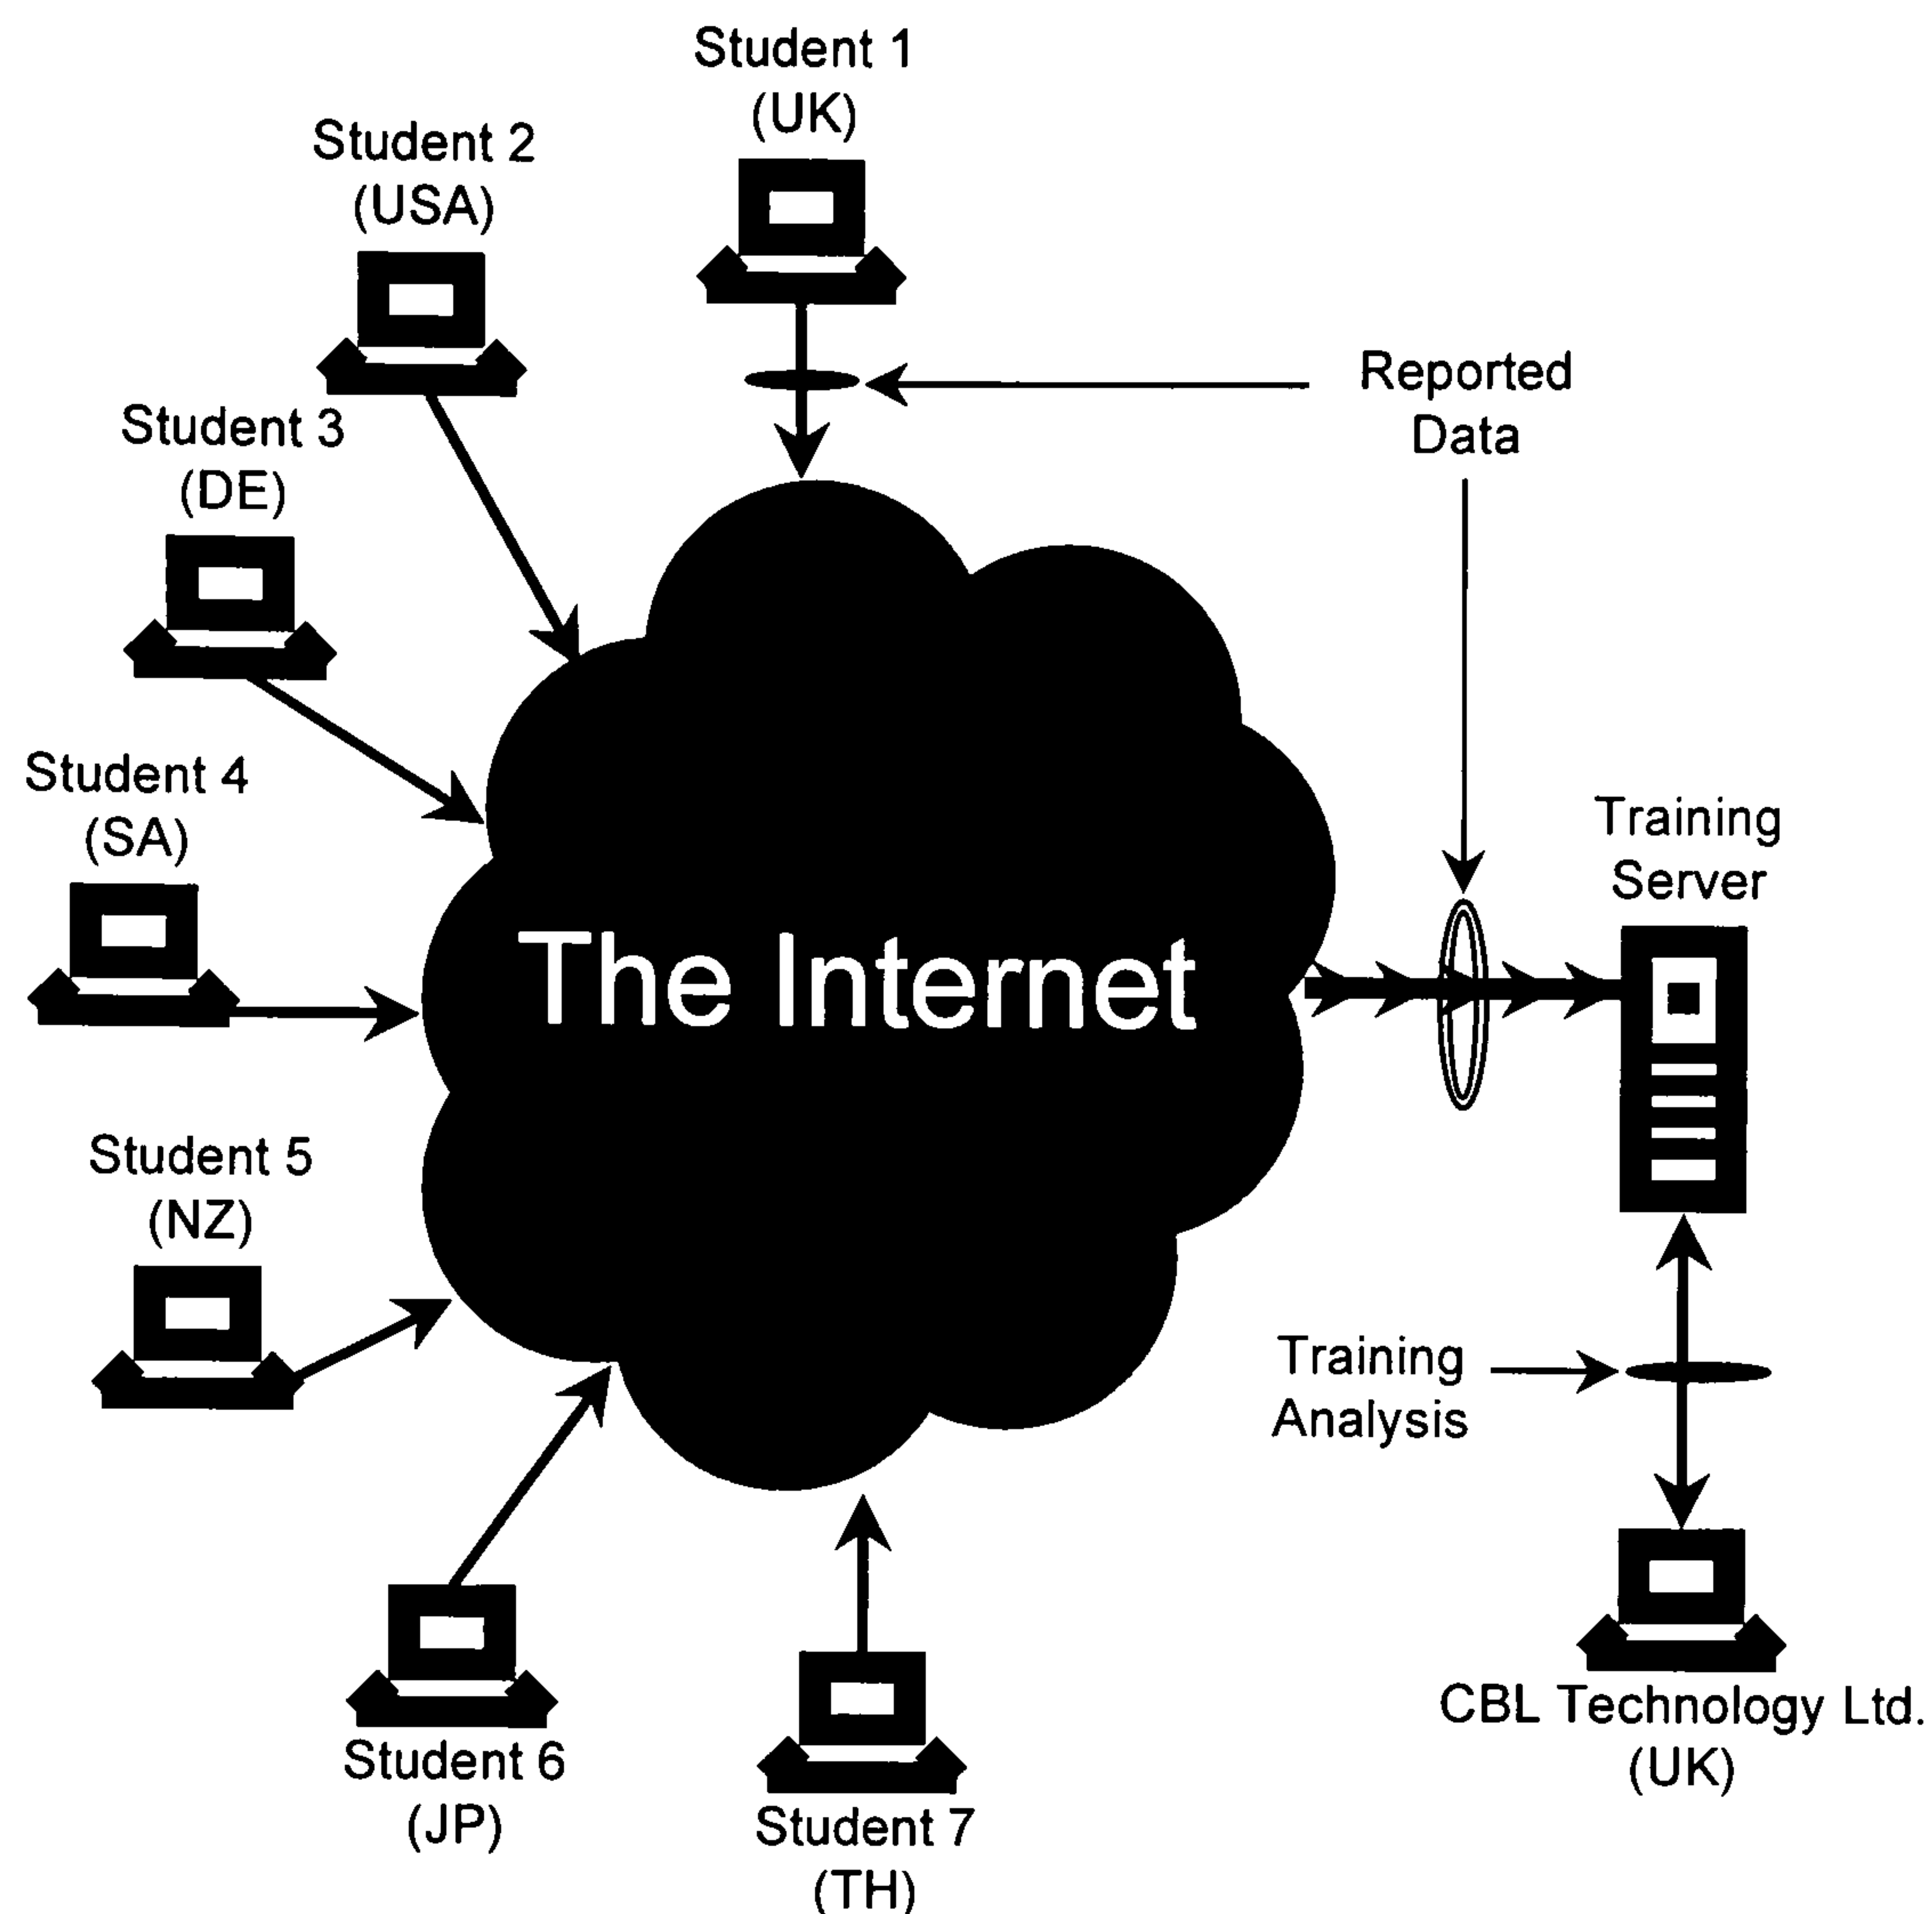 Student 1
(UK)
Student 2
(USA)
Student 3
(DE)
Reported
Data
Student 4
(SA)
Training
Server
The Internet
Student 5
(NZ)
Training
Analysis
Student 6
(JP)
Student 7
(TH)
CBL Technology Ltd.
(UK)